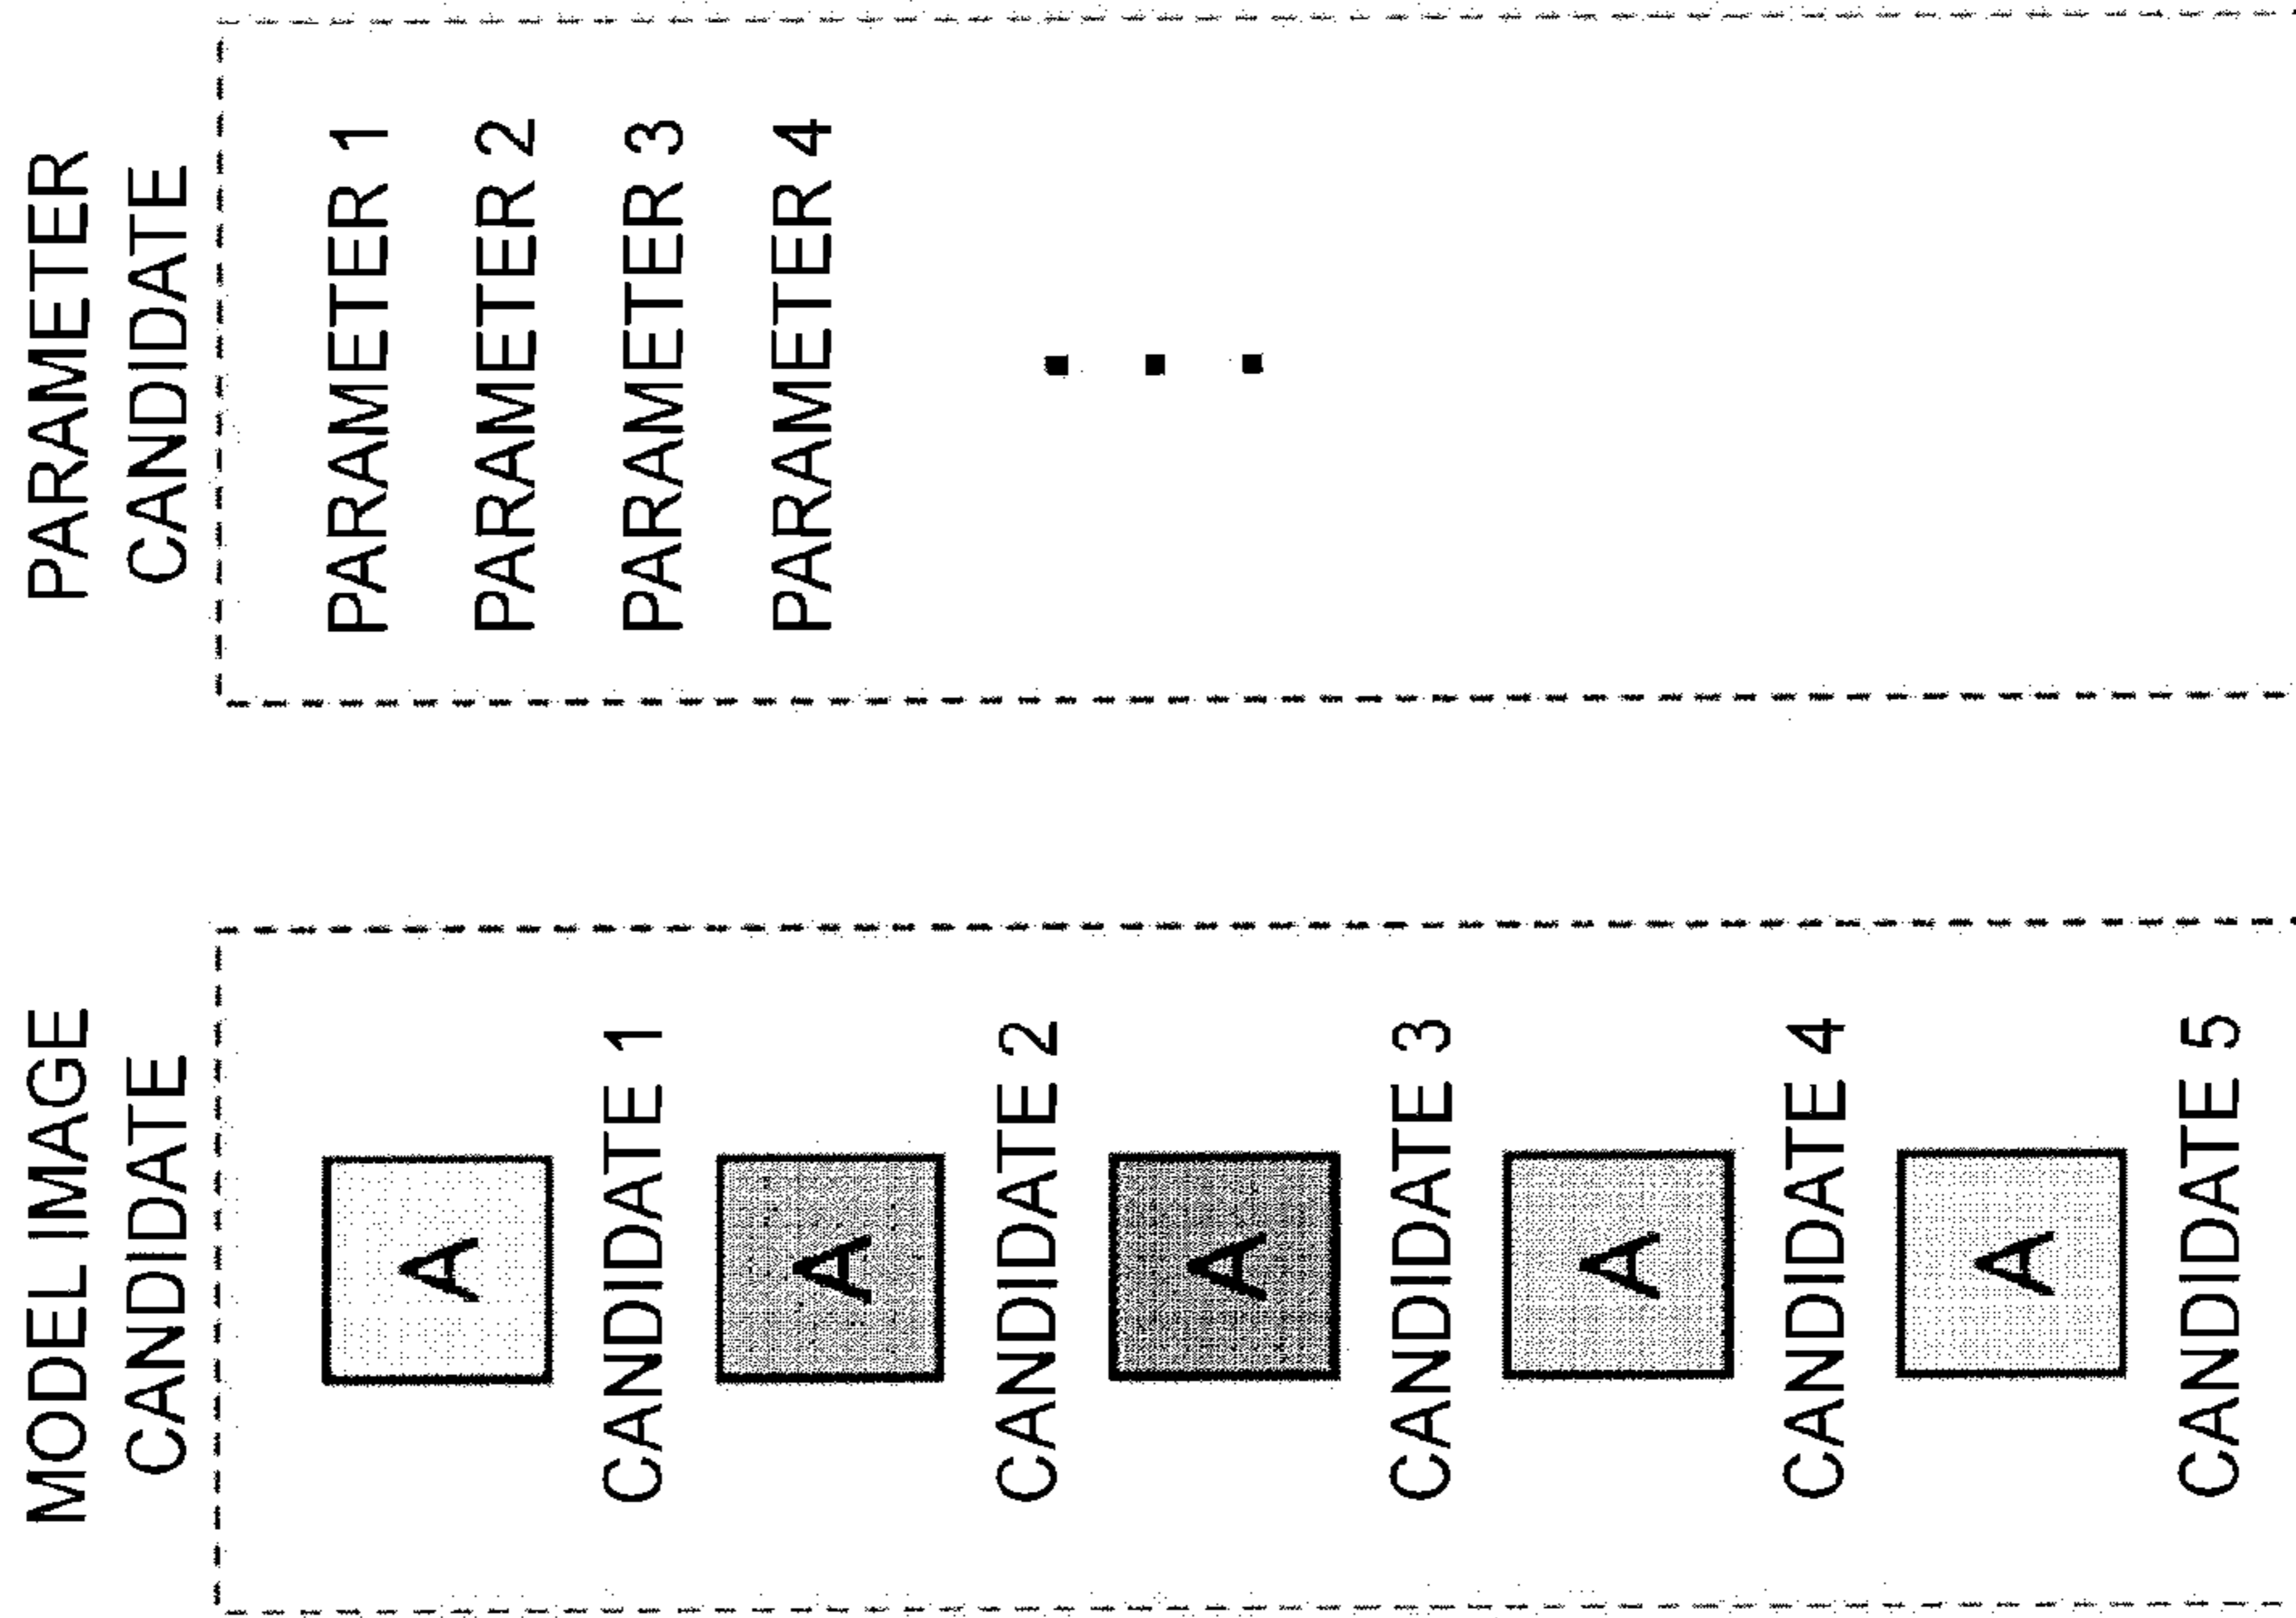 MODEL IMAGE
CANDIDATE
A
CANDIDATE 1
A
CANDIDATE 2
A
CANDIDATE 3
A
CANDIDATE 4
A
CANDIDATE 5
PARAMETER
CANDIDATE
PARAMETER 1
PARAMETER 2
PARAMETER 3
PARAMETER 4